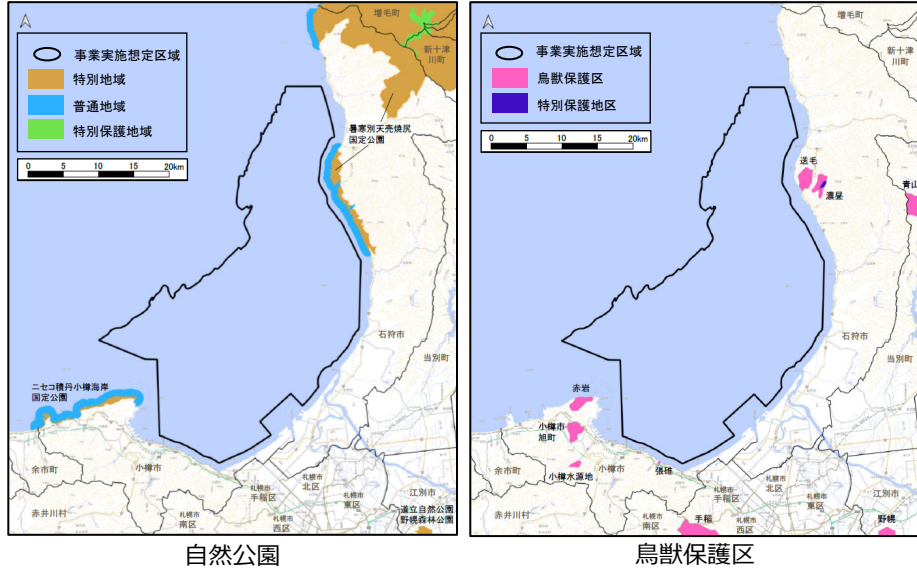 事業実施想定区域
特別地域
普通地域
特別保護地域
0 5 10 15 20km
増毛町
新十津
川町
暑寒別天売焼尻
国定公園
石狩市
当別町
ニセコ積丹小樽海岸
国定公園
余市町
小樽市
赤井川村
札幌市
手稲区
札幌市
北区
札幌市
東区
札幌市
南区
札幌市
西区
江別市
道立自然公園
野幌森林公園
自然公園
事業実施想定区域
鳥獣保護区
特別保護地区
0 5 10 15 20km
増毛町
新十津
川町
送毛
濃昼
青山
石狩市
当別町
赤岩
小樽市
旭町
余市町
小樽水源地
小樽市
張碓
赤井川村
札幌市
手稲区
札幌市
北区
札幌市
東区
札幌市
南区
手稲
札幌市
西区
江別市
野幌
鳥獣保護区